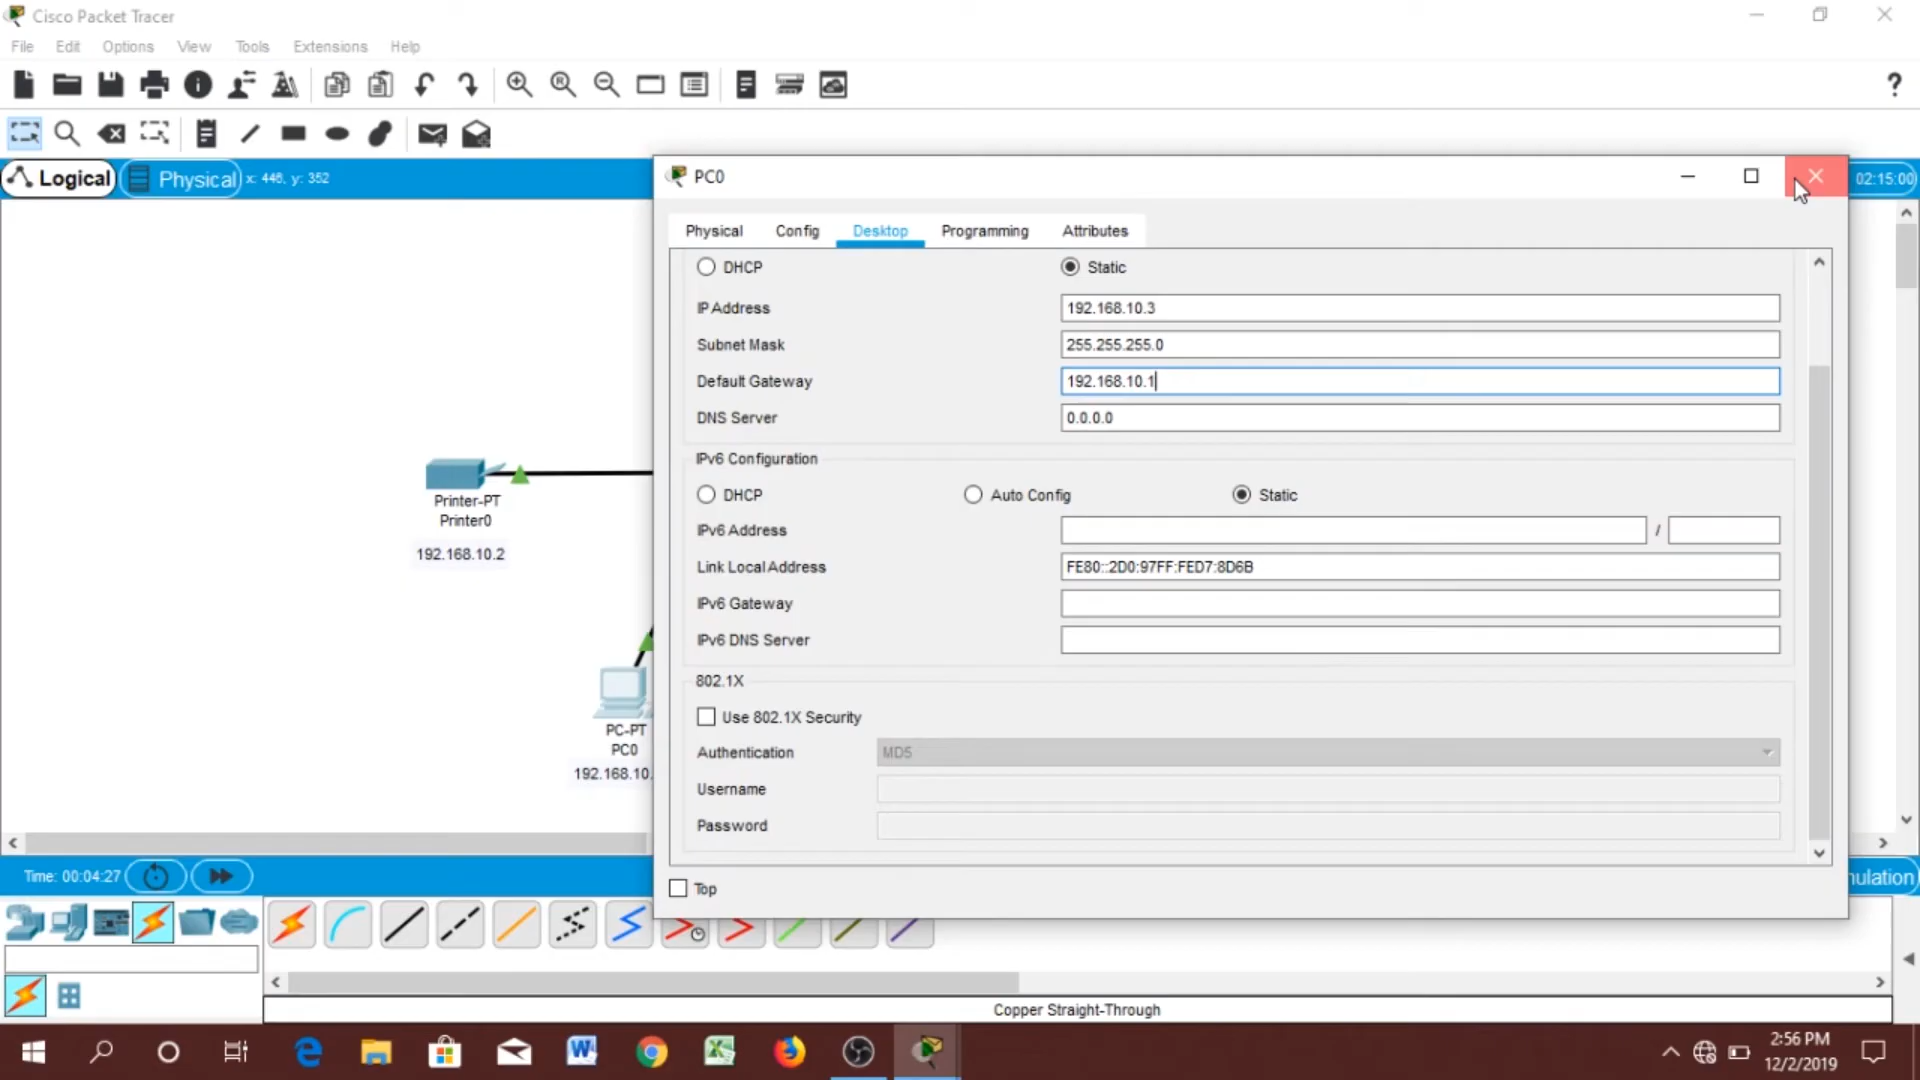 Cisco Packet Tracer
File Edit Options View Tools Extensions Help
?
Logical Physical x: 446, y: 352
02:15:00
PC0
Physical Config Desktop Programming Attributes
DHCP Static
IP Address 192.168.10.3
Subnet Mask 255.255.255.0
Default Gateway 192.168.10.1
DNS Server 0.0.0.0
IPv6 Configuration
DHCP Auto Config Static
IPv6 Address /
Link Local Address FE80::2D0:97FF:FED7:8D6B
IPv6 Gateway
IPv6 DNS Server
802.1X
Use 802.1X Security
Authentication MD5
Username
Password
Top
Printer-PT
Printer0
192.168.10.2
PC-PT
PC0
192.168.10.
Time: 00:04:27
mulation
Copper Straight-Through
2:56 PM
12/2/2019